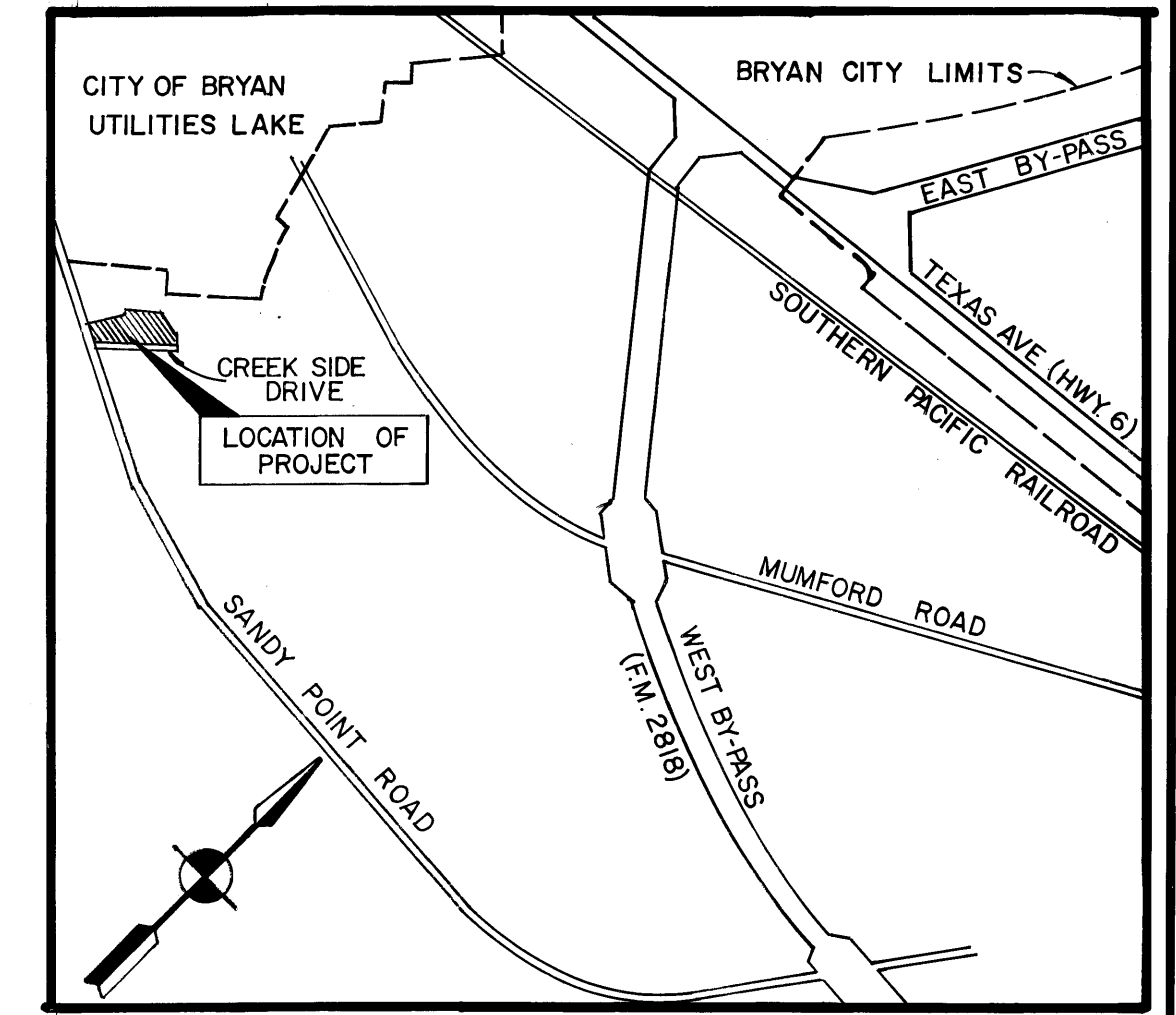 CITY OF BRYAN
UTILITIES LAKE
BRYAN CITY LIMITS
EAST BY-PASS
TEXAS AVE (HWY. 6)
SOUTHERN PACIFIC RAILROAD
CREEK SIDE
DRIVE
LOCATION OF
PROJECT
MUMFORD ROAD
SANDY POINT ROAD
WEST BY-PASS
(F.M. 2818)